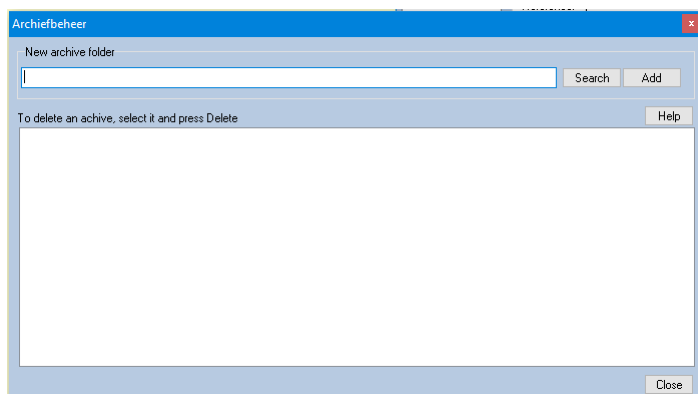 Archiefbeheer
x
New archive folder
Search Add
To delete an achive, select it and press Delete
Help
Close